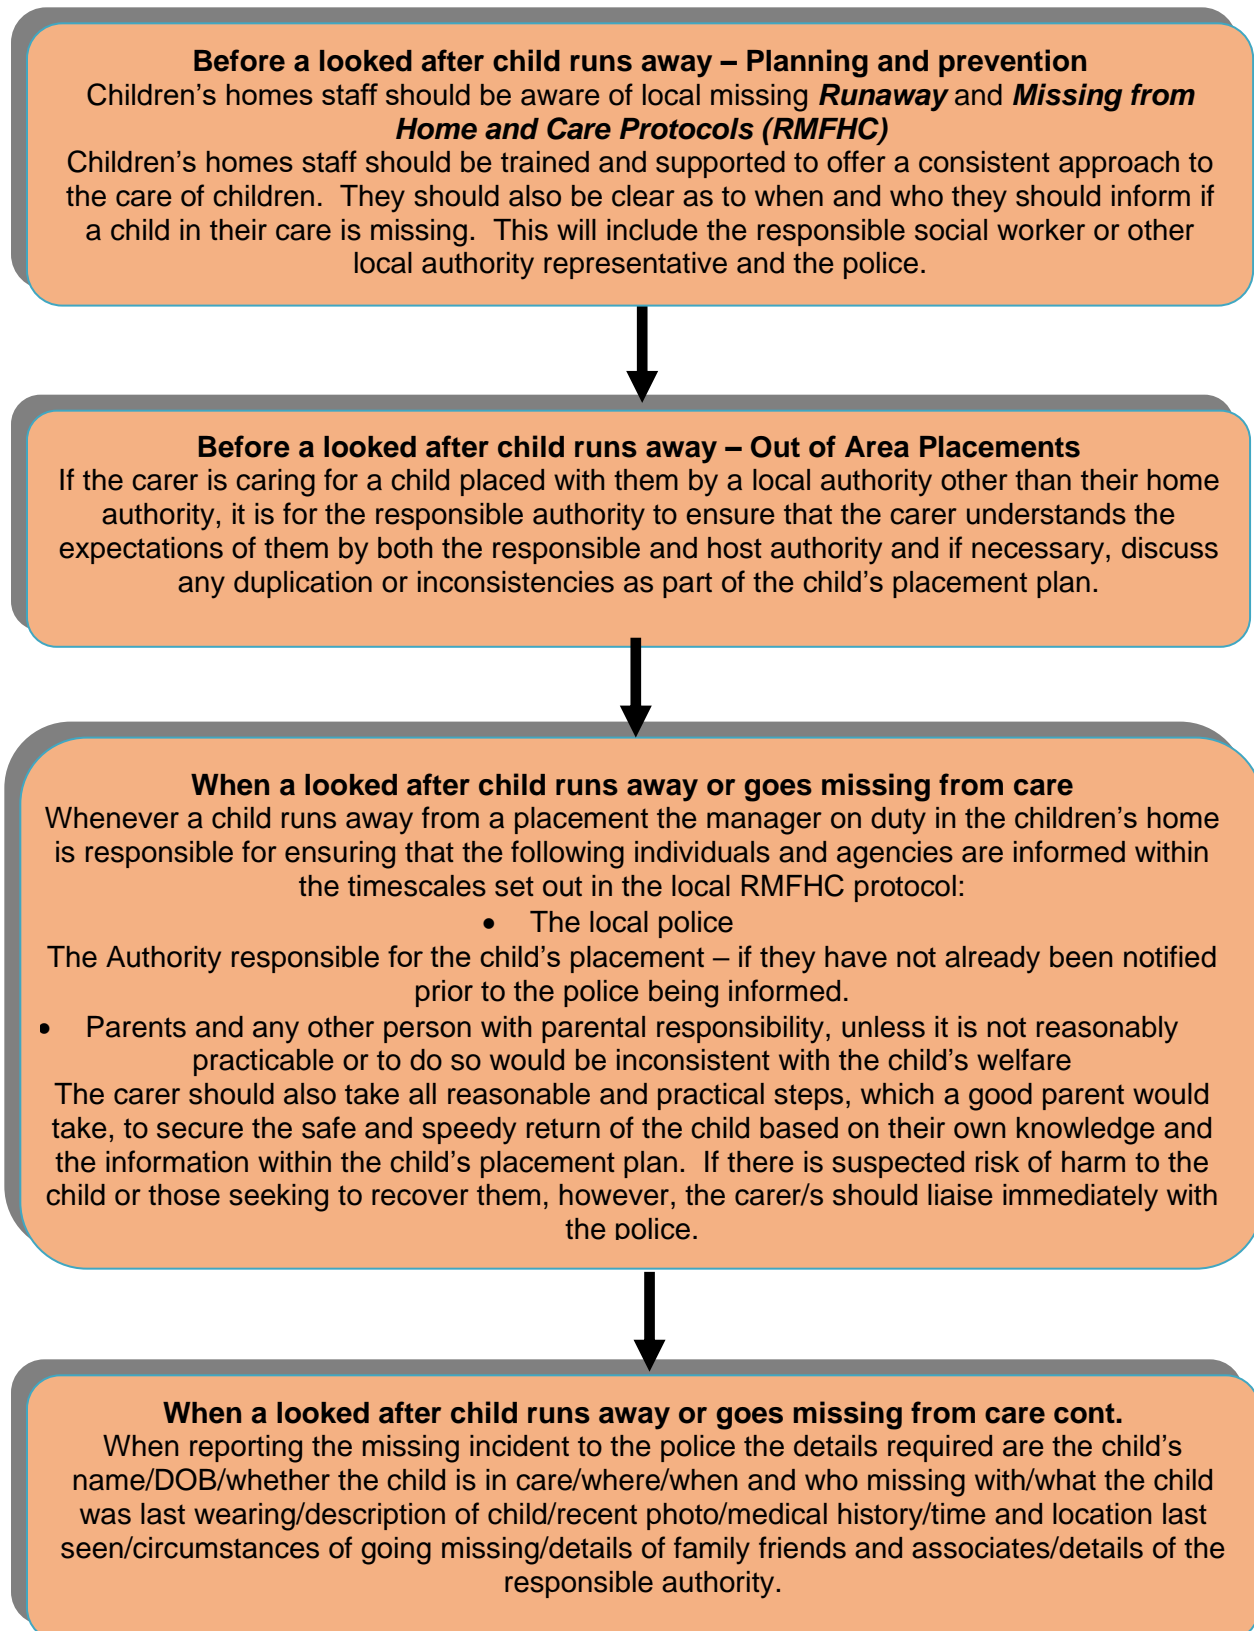 Before a looked after child runs away – Planning and prevention
Children’s homes staff should be aware of local missing Runaway and Missing from
Home and Care Protocols (RMFHC)
Children’s homes staff should be trained and supported to offer a consistent approach to
the care of children. They should also be clear as to when and who they should inform if
a child in their care is missing. This will include the responsible social worker or other
local authority representative and the police.
Before a looked after child runs away – Out of Area Placements
If the carer is caring for a child placed with them by a local authority other than their home
authority, it is for the responsible authority to ensure that the carer understands the
expectations of them by both the responsible and host authority and if necessary, discuss
any duplication or inconsistencies as part of the child’s placement plan.
When a looked after child runs away or goes missing from care
Whenever a child runs away from a placement the manager on duty in the children’s home
is responsible for ensuring that the following individuals and agencies are informed within
the timescales set out in the local RMFHC protocol:
• The local police
The Authority responsible for the child’s placement – if they have not already been notified
prior to the police being informed.
• Parents and any other person with parental responsibility, unless it is not reasonably
practicable or to do so would be inconsistent with the child’s welfare
The carer should also take all reasonable and practical steps, which a good parent would
take, to secure the safe and speedy return of the child based on their own knowledge and
the information within the child’s placement plan. If there is suspected risk of harm to the
child or those seeking to recover them, however, the carer/s should liaise immediately with
the police.
When a looked after child runs away or goes missing from care cont.
When reporting the missing incident to the police the details required are the child’s
name/DOB/whether the child is in care/where/when and who missing with/what the child
was last wearing/description of child/recent photo/medical history/time and location last
seen/circumstances of going missing/details of family friends and associates/details of the
responsible authority.